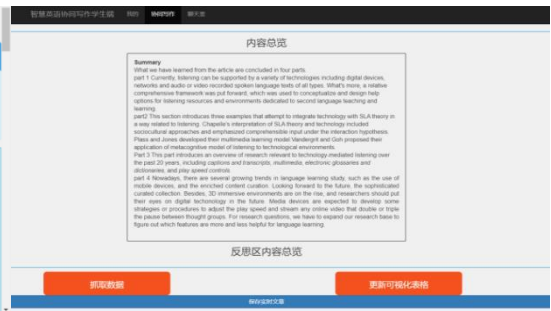 智慧英语协同写作学生端 我的 协同写作 聊天室
内容总览
Summary
What we have learned from the article are concluded in four parts.
part 1 Currently, listening can be supported by a variety of technologies including digital devices,
networks and audio or video recorded spoken language texts of all types. What's more, a relative
comprehensive framework was put forward, which was used to conceptualize and design help
options for listening resources and environments dedicated to second language teaching and
learning.
part2 This section introduces three examples that attempt to integrate technology with SLA theory in
a way related to listening. Chapelle's interpretation of SLA theory and technology included
sociocultural approaches and emphasized comprehensible input under the interaction hypothesis.
Plass and Jones developed their multimedia learning model Vandergrift and Goh proposed their
application of metacognitive model of listening to technological environments.
Part 3 This part introduces an overview of research relevant to technology mediated listening over
the past 20 years, including captions and transcripts, multimedia, electronic glossaries and
dictionaries, and play speed controls.
part 4 Nowadays, there are several growing trends in language learning study, such as the use of
mobile devices, and the enriched content curation. Looking forward to the future, the sophisticated
curated collection. Besides, 3D immersive environments are on the rise, and researchers should put
their eyes on digital techonology in the future. Media devices are expected to develop some
strategies or procedures to adjust the play speed and stream any online video that double or triple
the pause between thought groups. For research questions, we have to expand our research base to
figure out which features are more and less helpful for language learning.
反思区内容总览
抓取数据 更新可视化表格
保存实时文章